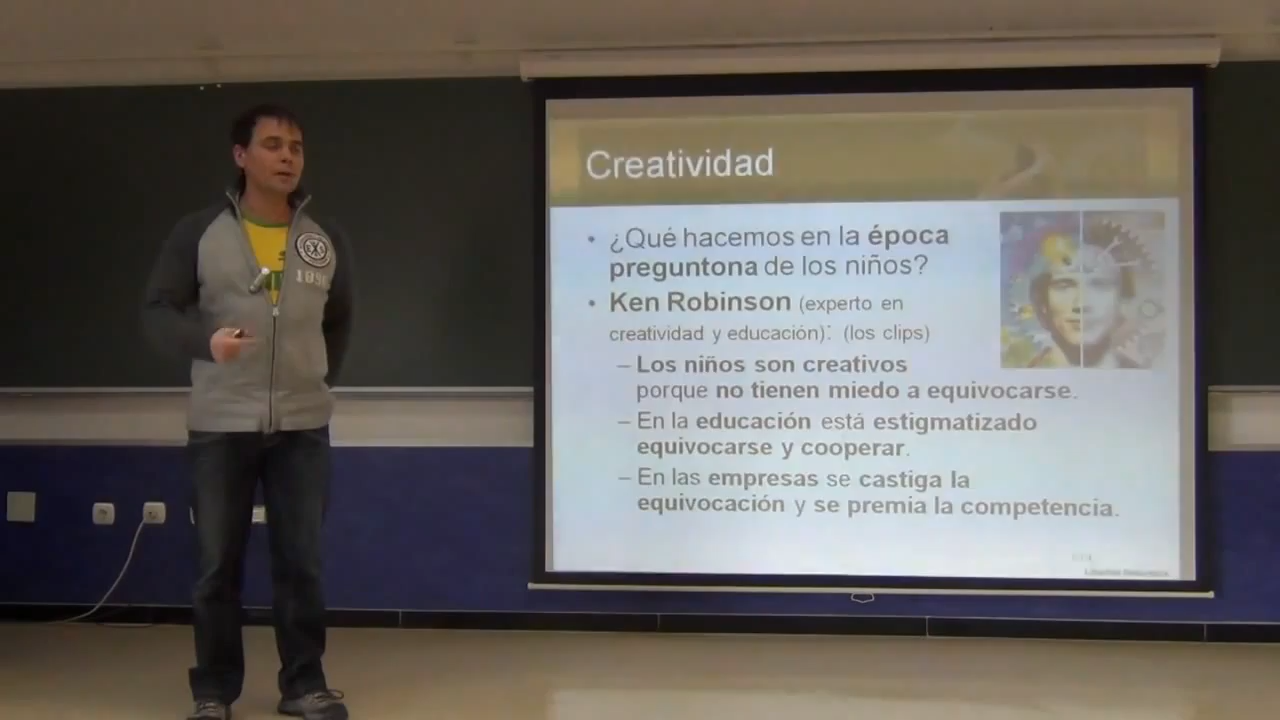 Creatividad
• ¿Qué hacemos en la época
preguntona de los niños?
• Ken Robinson (experto en
creatividad y educación): (los clips)
– Los niños son creativos
porque no tienen miedo a equivocarse.
– En la educación está estigmatizado
equivocarse y cooperar.
– En las empresas se castiga la
equivocación y se premia la competencia.